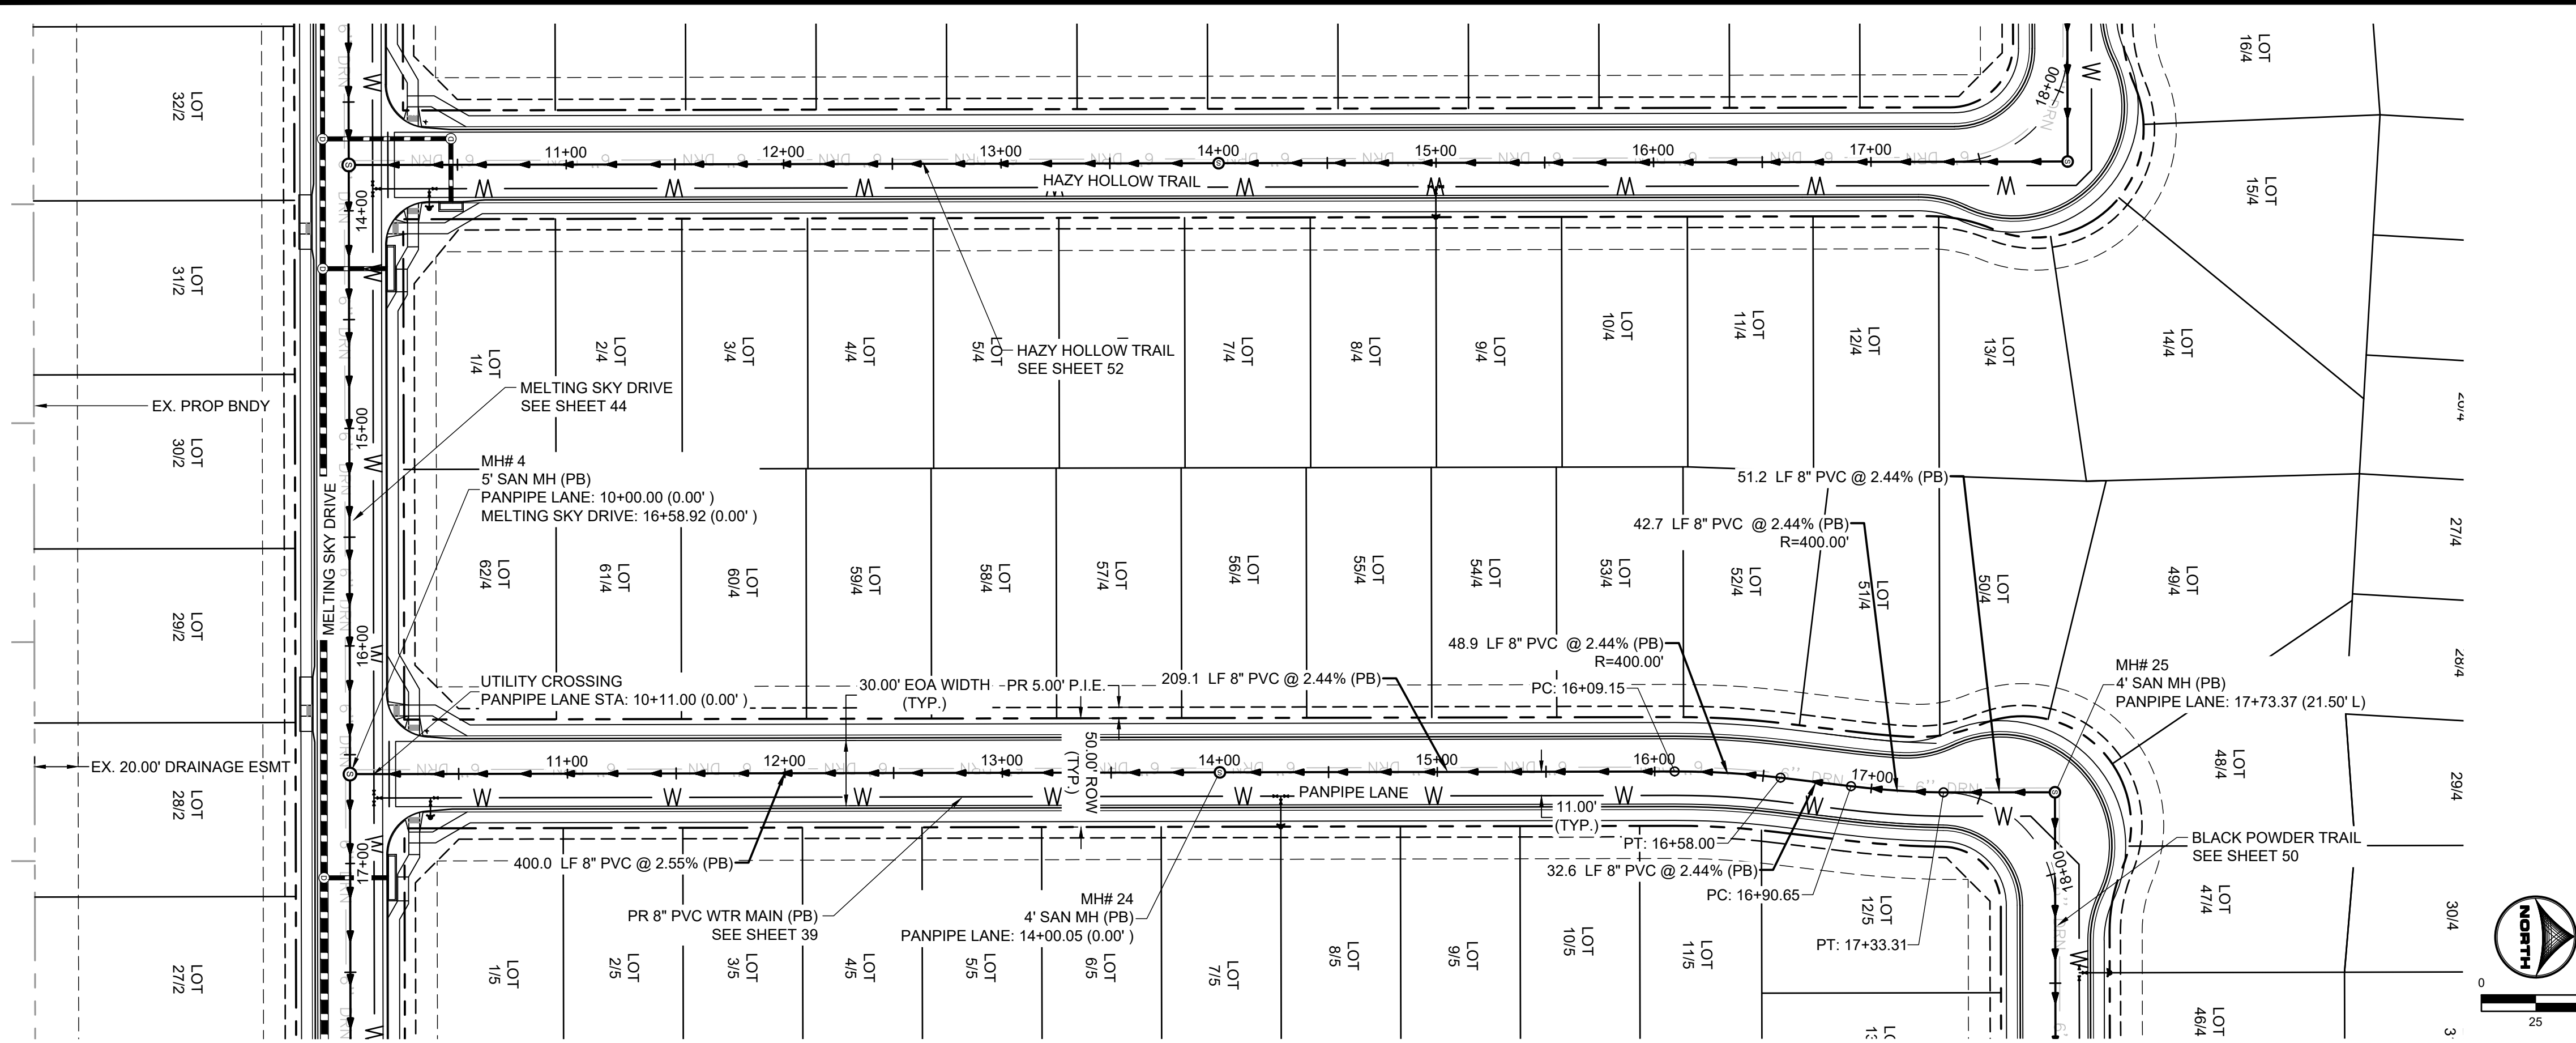 LOT
32/2
LOT
31/2
EX. PROP BNDY
LOT
30/2
LOT
29/2
EX. 20.00' DRAINAGE ESMT
LOT
28/2
LOT
27/2
MELTING SKY DRIVE
14+00
15+00
16+00
17+00
11+00
12+00
13+00
14+00
15+00
16+00
17+00
18+00
HAZY HOLLOW TRAIL
LOT
16/4
LOT
15/4
LOT
1/4
LOT
2/4
LOT
3/4
LOT
4/4
LOT
5/4
HAZY HOLLOW TRAIL
SEE SHEET 52
LOT
7/4
LOT
8/4
LOT
9/4
LOT
10/4
LOT
11/4
LOT
12/4
LOT
13/4
LOT
14/4
MELTING SKY DRIVE
SEE SHEET 44
MH# 4
5' SAN MH (PB)
PANPIPE LANE: 10+00.00 (0.00' )
MELTING SKY DRIVE: 16+58.92 (0.00' )
51.2 LF 8" PVC @ 2.44% (PB)
42.7 LF 8" PVC @ 2.44% (PB)
R=400.00'
27/4
LOT
62/4
LOT
61/4
LOT
60/4
LOT
59/4
LOT
58/4
LOT
57/4
LOT
56/4
LOT
55/4
LOT
54/4
LOT
53/4
LOT
52/4
LOT
51/4
LOT
50/4
LOT
49/4
28/4
48.9 LF 8" PVC @ 2.44% (PB)
R=400.00'
MH# 25
4' SAN MH (PB)
PANPIPE LANE: 17+73.37 (21.50' L)
UTILITY CROSSING
PANPIPE LANE STA: 10+11.00 (0.00' )
30.00' EOA WIDTH
(TYP.)
PR 5.00' P.I.E.
209.1 LF 8" PVC @ 2.44% (PB)
PC: 16+09.15
50.00' ROW
(TYP.)
11+00
12+00
13+00
14+00
15+00
16+00
17+00
18+00
6" DRN
W
S
D
PANPIPE LANE
11.00'
(TYP.)
PT: 16+58.00
LOT
48/4
29/4
400.0 LF 8" PVC @ 2.55% (PB)
32.6 LF 8" PVC @ 2.44% (PB)
PC: 16+90.65
BLACK POWDER TRAIL
SEE SHEET 50
PR 8" PVC WTR MAIN (PB)
SEE SHEET 39
MH# 24
4' SAN MH (PB)
PANPIPE LANE: 14+00.05 (0.00' )
PT: 17+33.31
LOT
1/5
LOT
2/5
LOT
3/5
LOT
4/5
LOT
5/5
LOT
6/5
LOT
7/5
LOT
8/5
LOT
9/5
LOT
10/5
LOT
11/5
LOT
12/5
LOT
47/4
30/4
LOT
46/4
NORTH
0
25